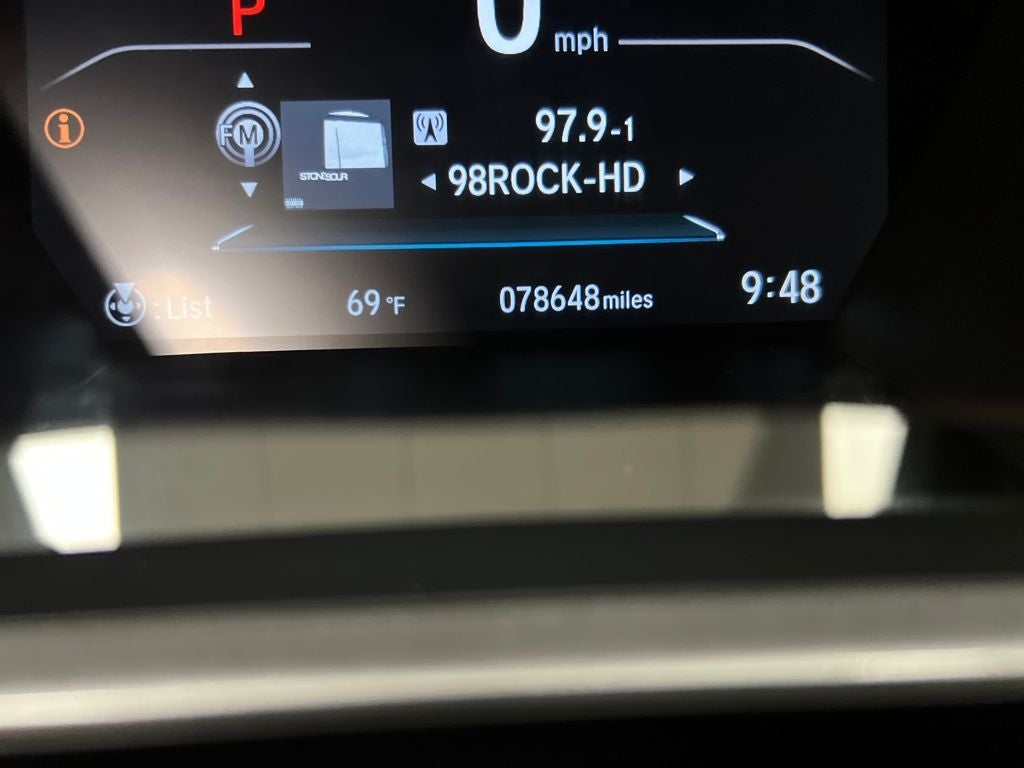 P
0 mph
FM
97.9-1
STONESOUR
98ROCK-HD
: List
69°F
078648 miles
9:48